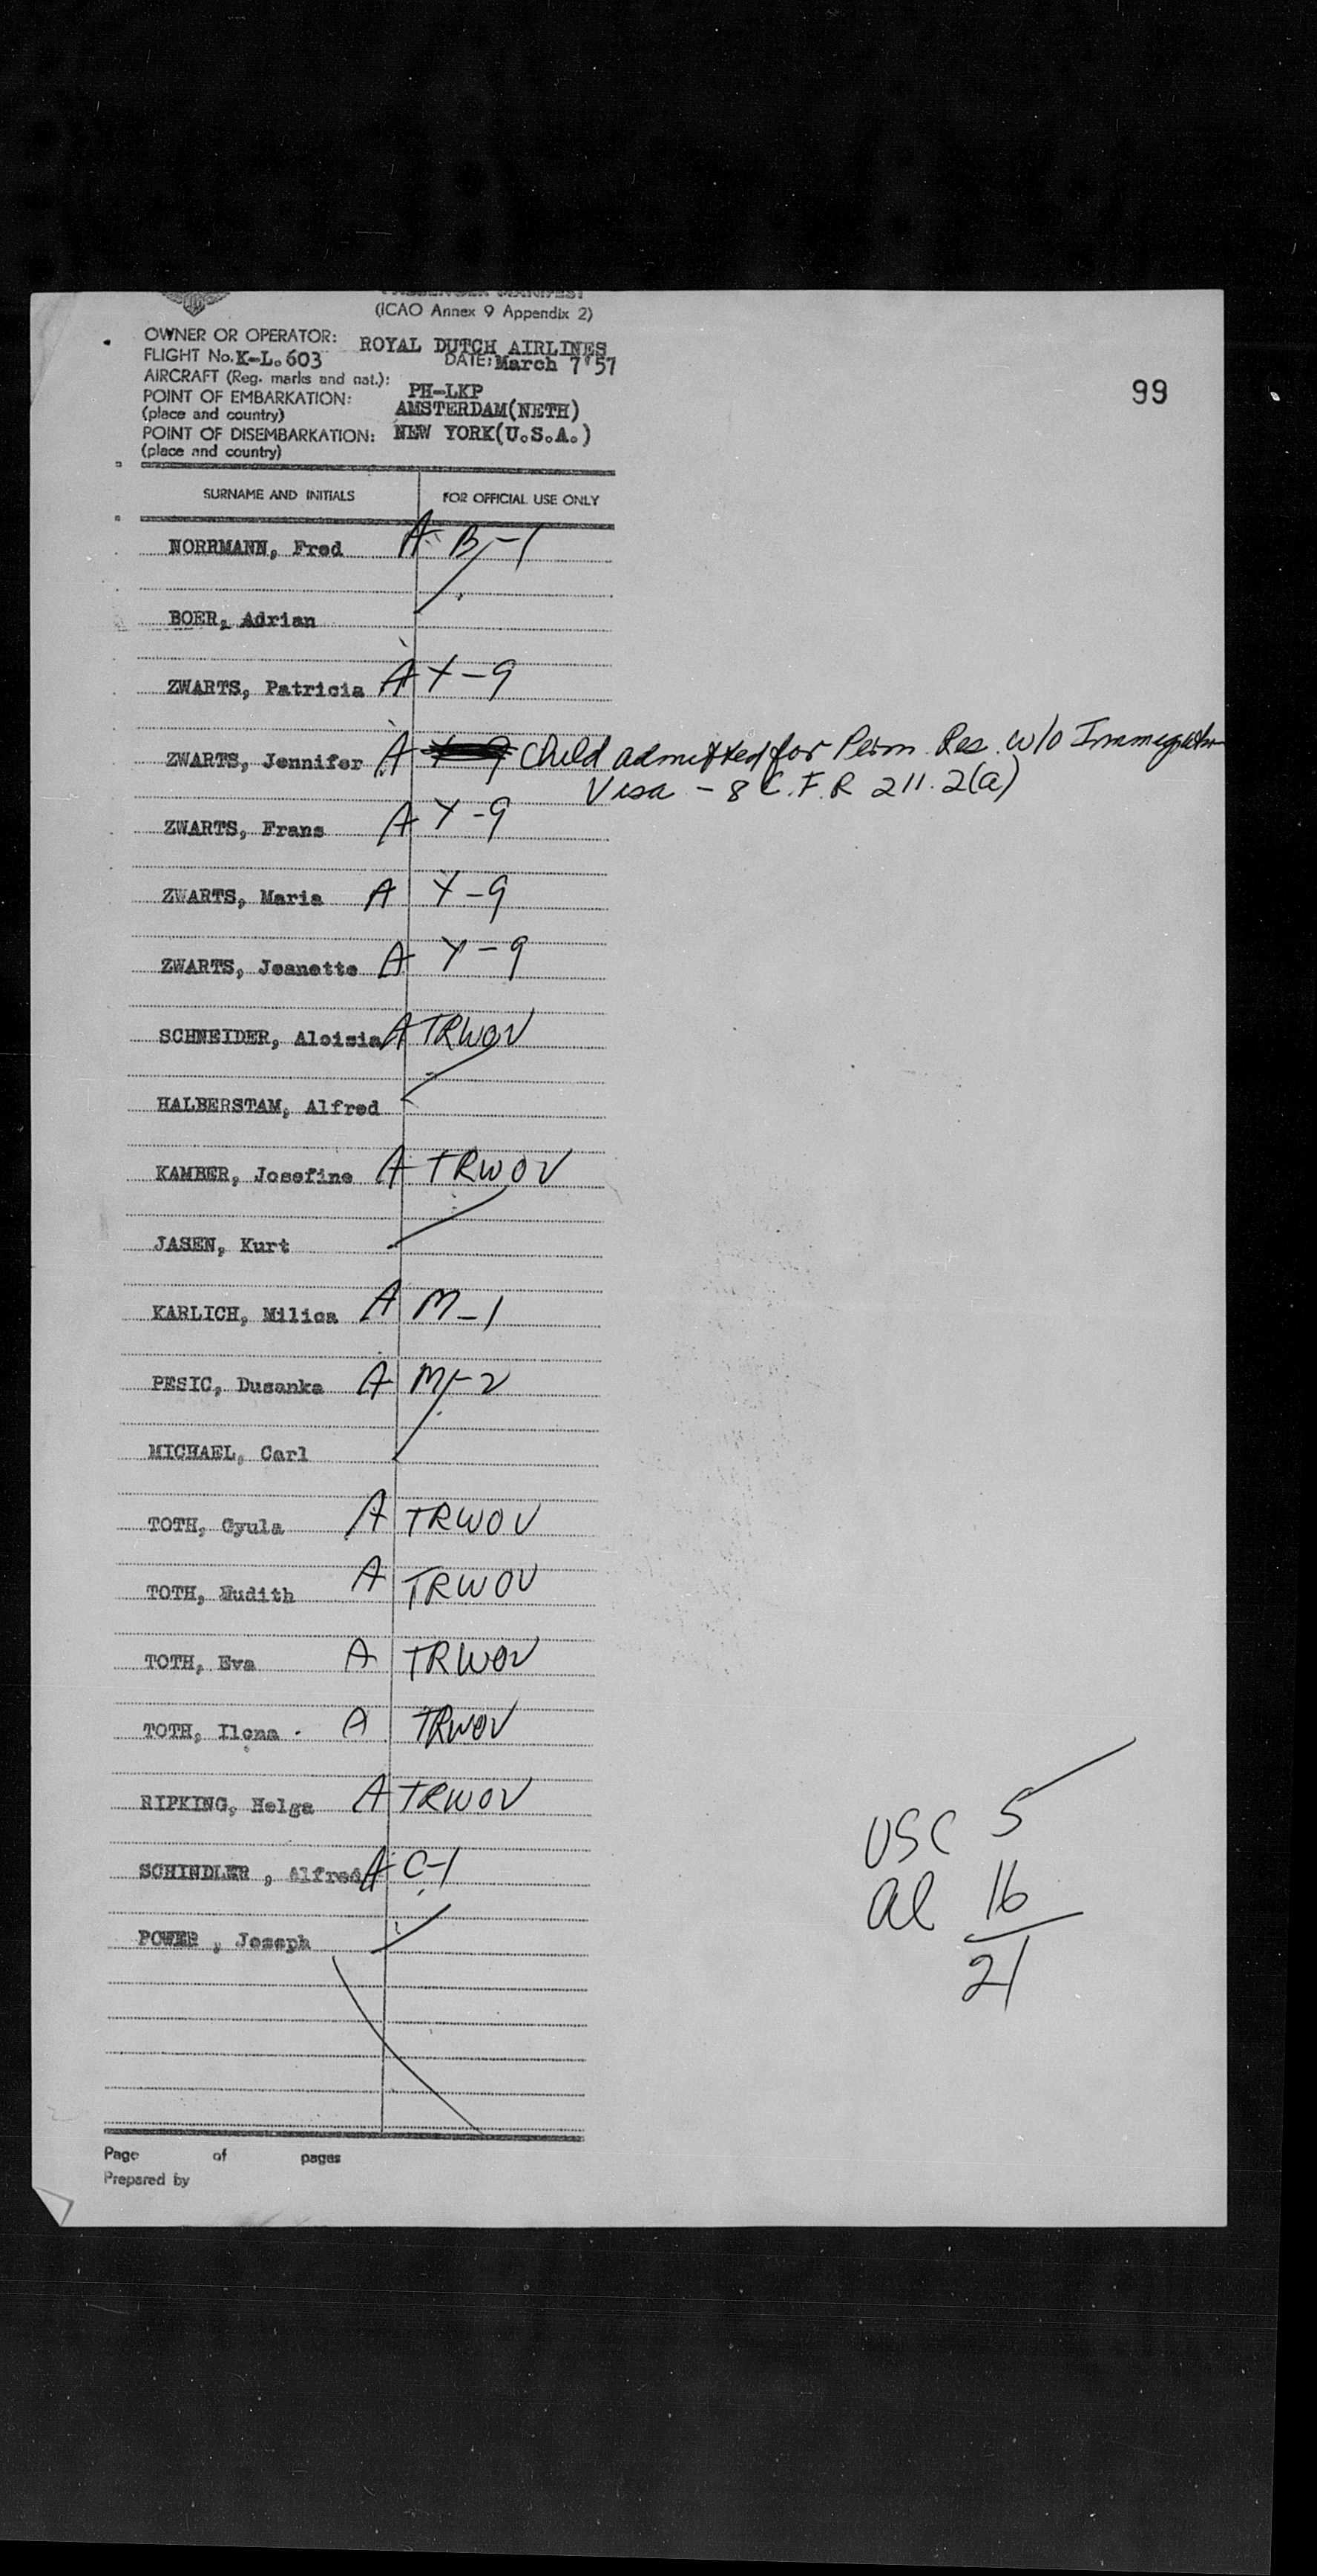 PASSENGER MANIFEST
(ICAO Annex 9 Appendix 2)
OWNER OR OPERATOR: ROYAL DUTCH AIRLINES
FLIGHT No. K-L. 603 DATE: March 7'57
AIRCRAFT (Reg. marks and nat.): PH-LKP
POINT OF EMBARKATION: AMSTERDAM(NETH)
(place and country)
POINT OF DISEMBARKATION: NEW YORK(U.S.A.)
(place and country)
99
SURNAME AND INITIALS FOR OFFICIAL USE ONLY
NORRMANN, Fred A B-1
BOER, Adrian
ZWARTS, Patricia A Y-9
ZWARTS, Jennifer A Child admitted for Perm. Res. w/o Immigration
Visa - 8 C.F.R 211.2(a)
ZWARTS, Frans A Y-9
ZWARTS, Maria A Y-9
ZWARTS, Jeanette A Y-9
SCHNEIDER, Aloisia A TRWOV
HALBERSTAM, Alfred
KAMBER, Josefine A TRWOV
JASEN, Kurt
KARLICH, Milica A M-1
PESIC, Dusanka A M-2
MICHAEL, Carl
TOTH, Gyula A TRWOV
TOTH, A TRWOV
TOTH, Eva A TRWOV
TOTH, Ilona A TRWOV
RIPKING, Helga A TRWOV
SCHINDLER , Alfred A C-1
POWER , Joseph
USC 5
al 16
21
Page of pages
Prepared by